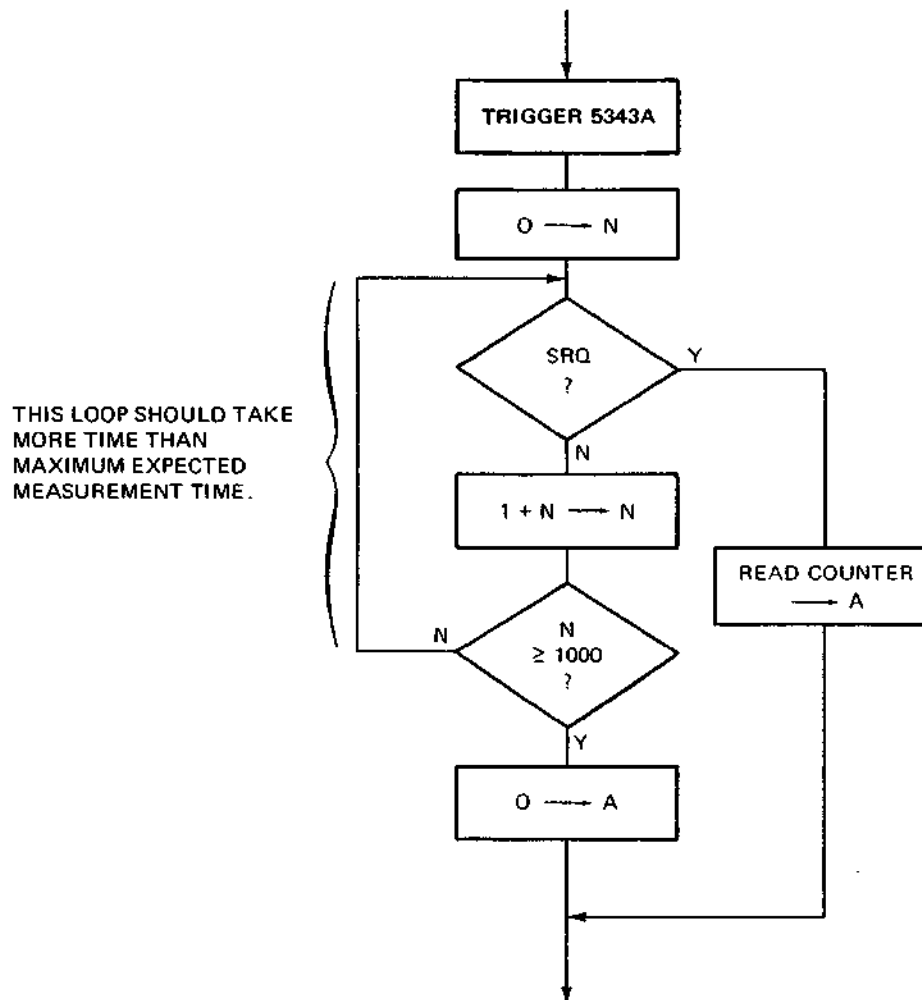 TRIGGER 5343A
O → N
SRQ
?
Y
N
THIS LOOP SHOULD TAKE
MORE TIME THAN
MAXIMUM EXPECTED
MEASUREMENT TIME.
1 + N → N
READ COUNTER
→ A
N
N
≥ 1000
?
Y
O → A